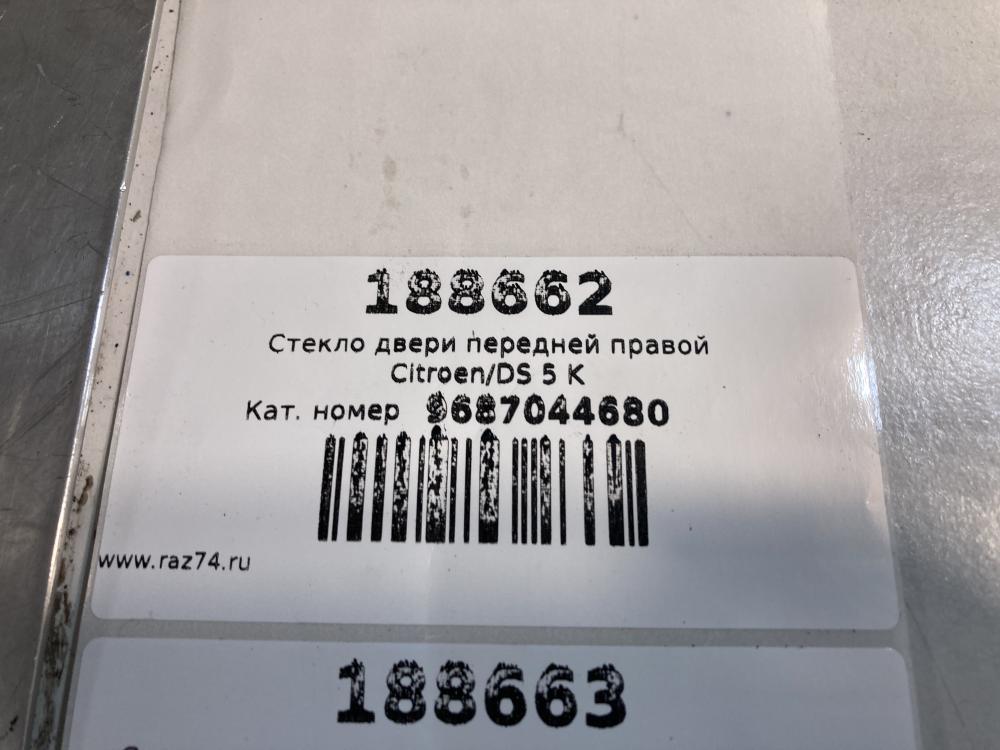 188662
Стекло двери передней правой
Citroen/DS 5 K
Кат. номер 9687044680
www.raz74.ru
188663